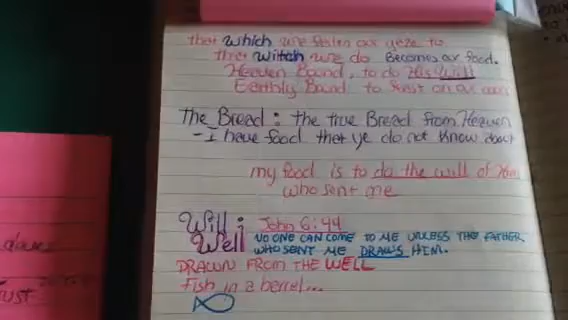 that which we fasten our gaze to
that Witch we do Becomes our food.
Heaven Bound, to do His Will
Earthly Bound to feast on our own
The Bread : the true Bread from Heaven
- I have food that ye do not know about
my food is to do the will of Him
who sent me
Will : John 6:44
Well NO ONE CAN COME TO ME UNLESS THE FATHER
WHO SENT ME DRAWS HIM.
DRAWN FROM THE WELL
Fish in a barrel...